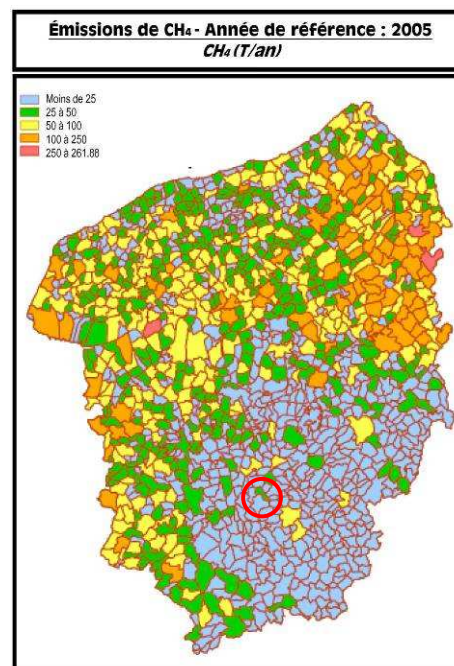 Émissions de CH₄ - Année de référence : 2005
CH₄ (T/an)
Moins de 25
25 à 50
50 à 100
100 à 250
250 à 261.88